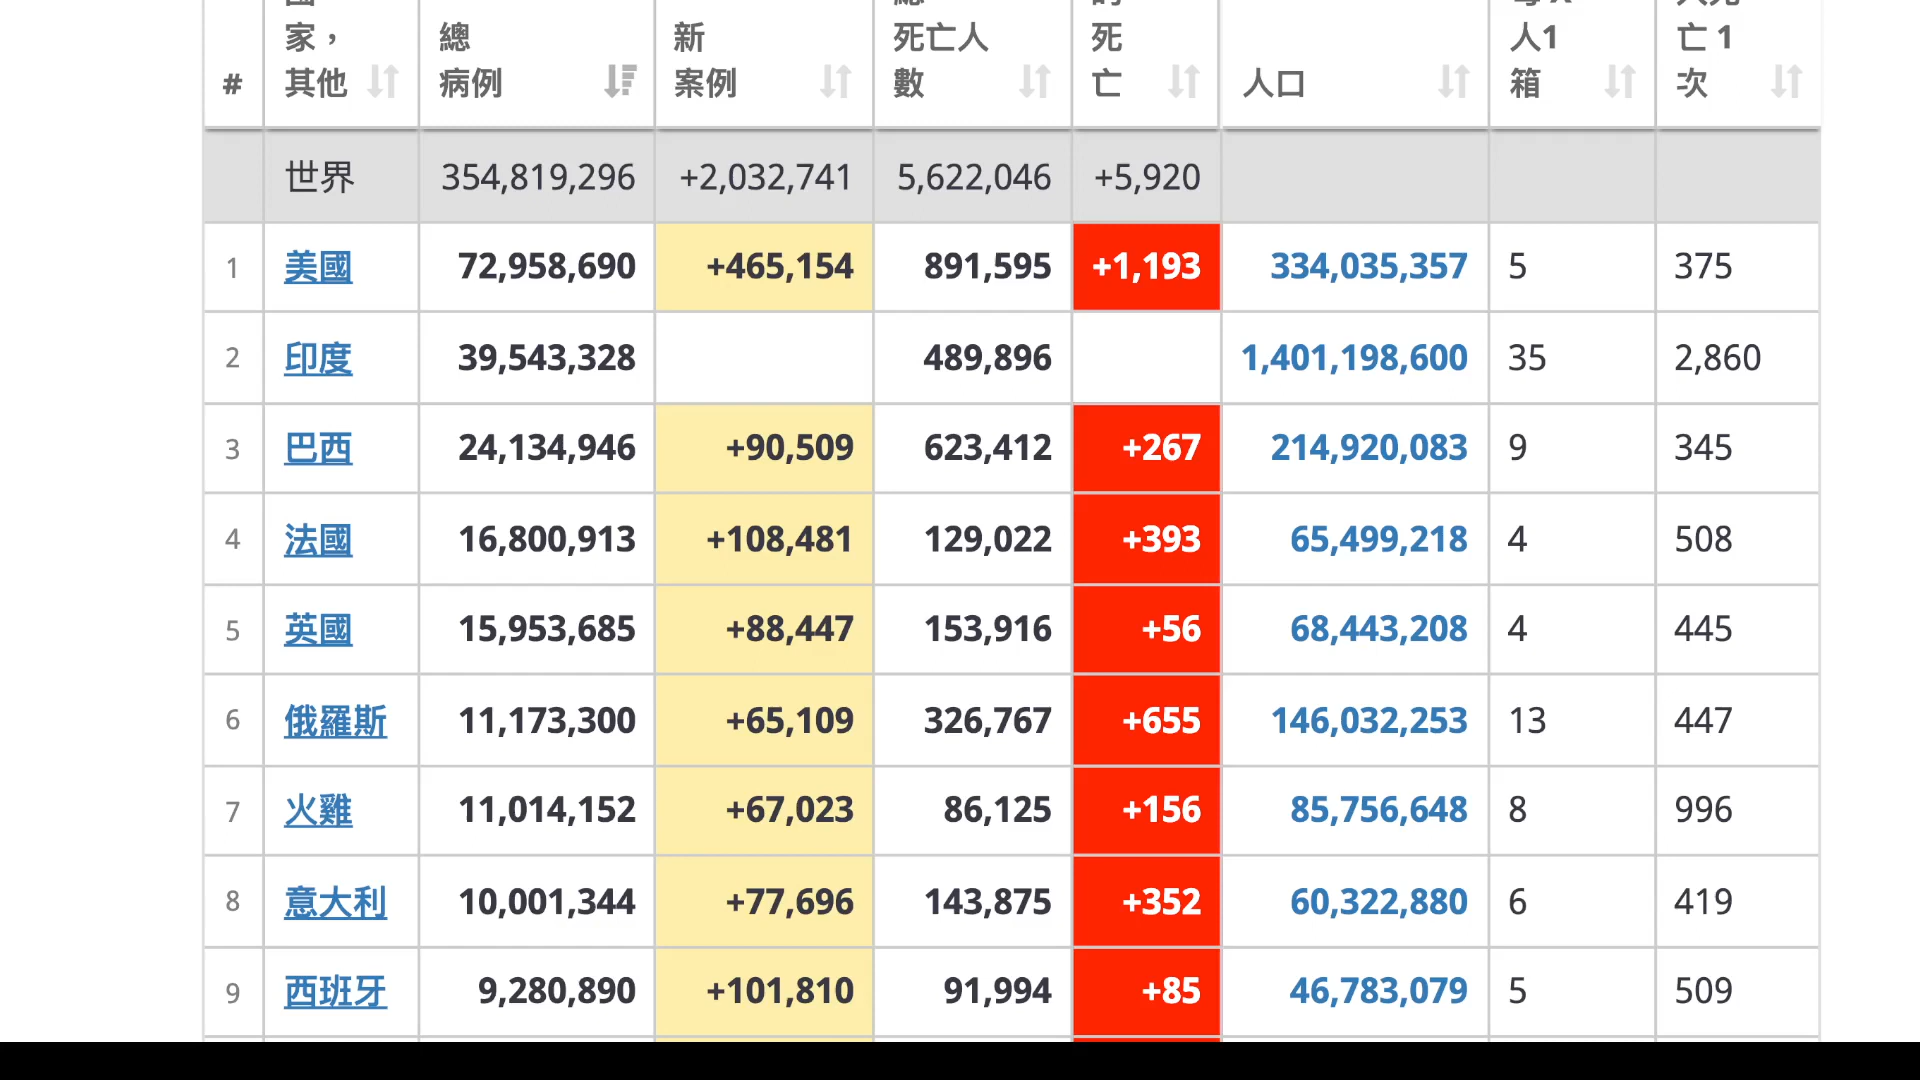 家， 總 新 死亡人 死 人1 亡 1
# 其他 病例 案例 數 亡 人口 箱 次
世界 354,819,296 +2,032,741 5,622,046 +5,920
1 美國 72,958,690 +465,154 891,595 +1,193 334,035,357 5 375
2 印度 39,543,328 489,896 1,401,198,600 35 2,860
3 巴西 24,134,946 +90,509 623,412 +267 214,920,083 9 345
4 法國 16,800,913 +108,481 129,022 +393 65,499,218 4 508
5 英國 15,953,685 +88,447 153,916 +56 68,443,208 4 445
6 俄羅斯 11,173,300 +65,109 326,767 +655 146,032,253 13 447
7 火雞 11,014,152 +67,023 86,125 +156 85,756,648 8 996
8 意大利 10,001,344 +77,696 143,875 +352 60,322,880 6 419
9 西班牙 9,280,890 +101,810 91,994 +85 46,783,079 5 509